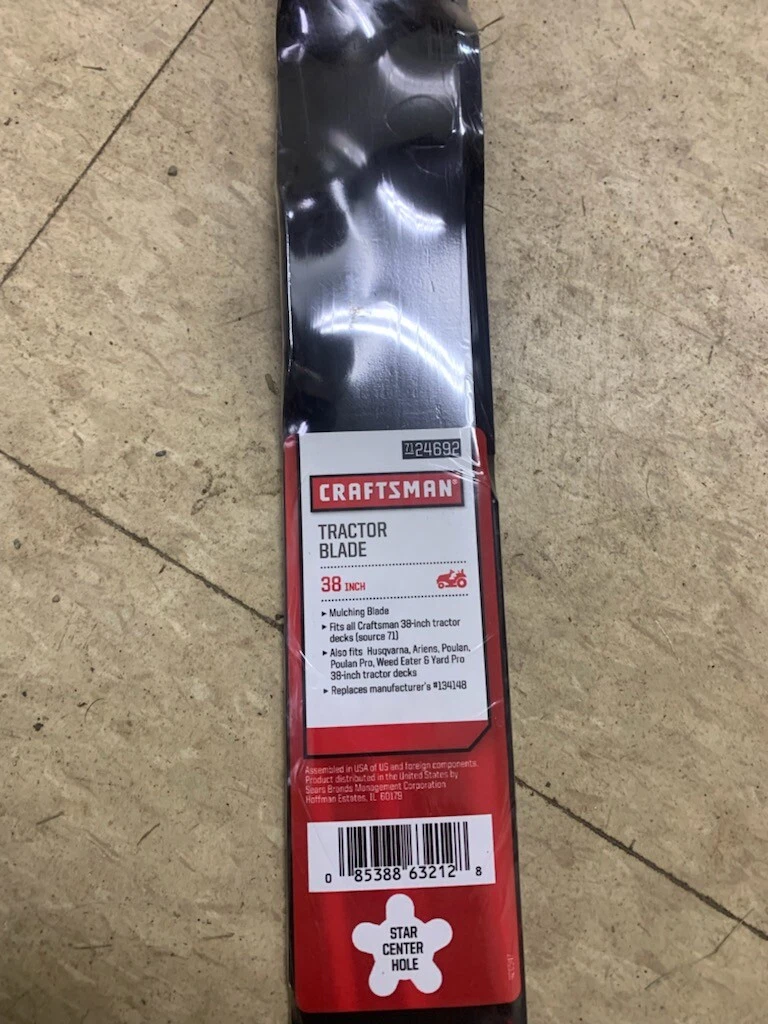 71 24692
CRAFTSMAN®
TRACTOR
BLADE
38 INCH
▸ Mulching Blade
▸ Fits all Craftsman 38-inch tractor
decks (source 71)
▸ Also fits Husqvarna, Ariens, Poulan,
Poulan Pro, Weed Eater & Yard Pro
38-inch tractor decks
▸ Replaces manufacturer's #134148
Assembled in USA of US and foreign components.
Product distributed in the United States by
Sears Brands Management Corporation
Hoffman Estates, IL 60179
0 85388 63212 8
STAR
CENTER
HOLE